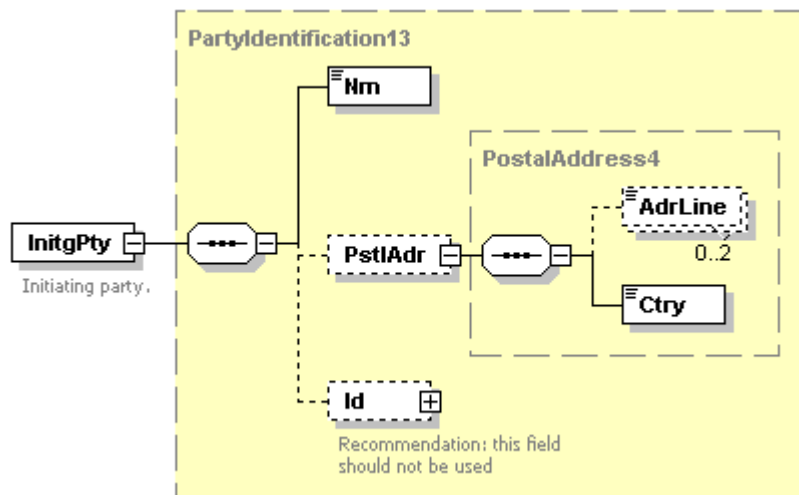 PartyIdentification13
Nm
PostalAddress4
AdrLine
0..2
InitgPty
Initiating party.
PstlAdr
Ctry
Id
Recommendation: this field
should not be used